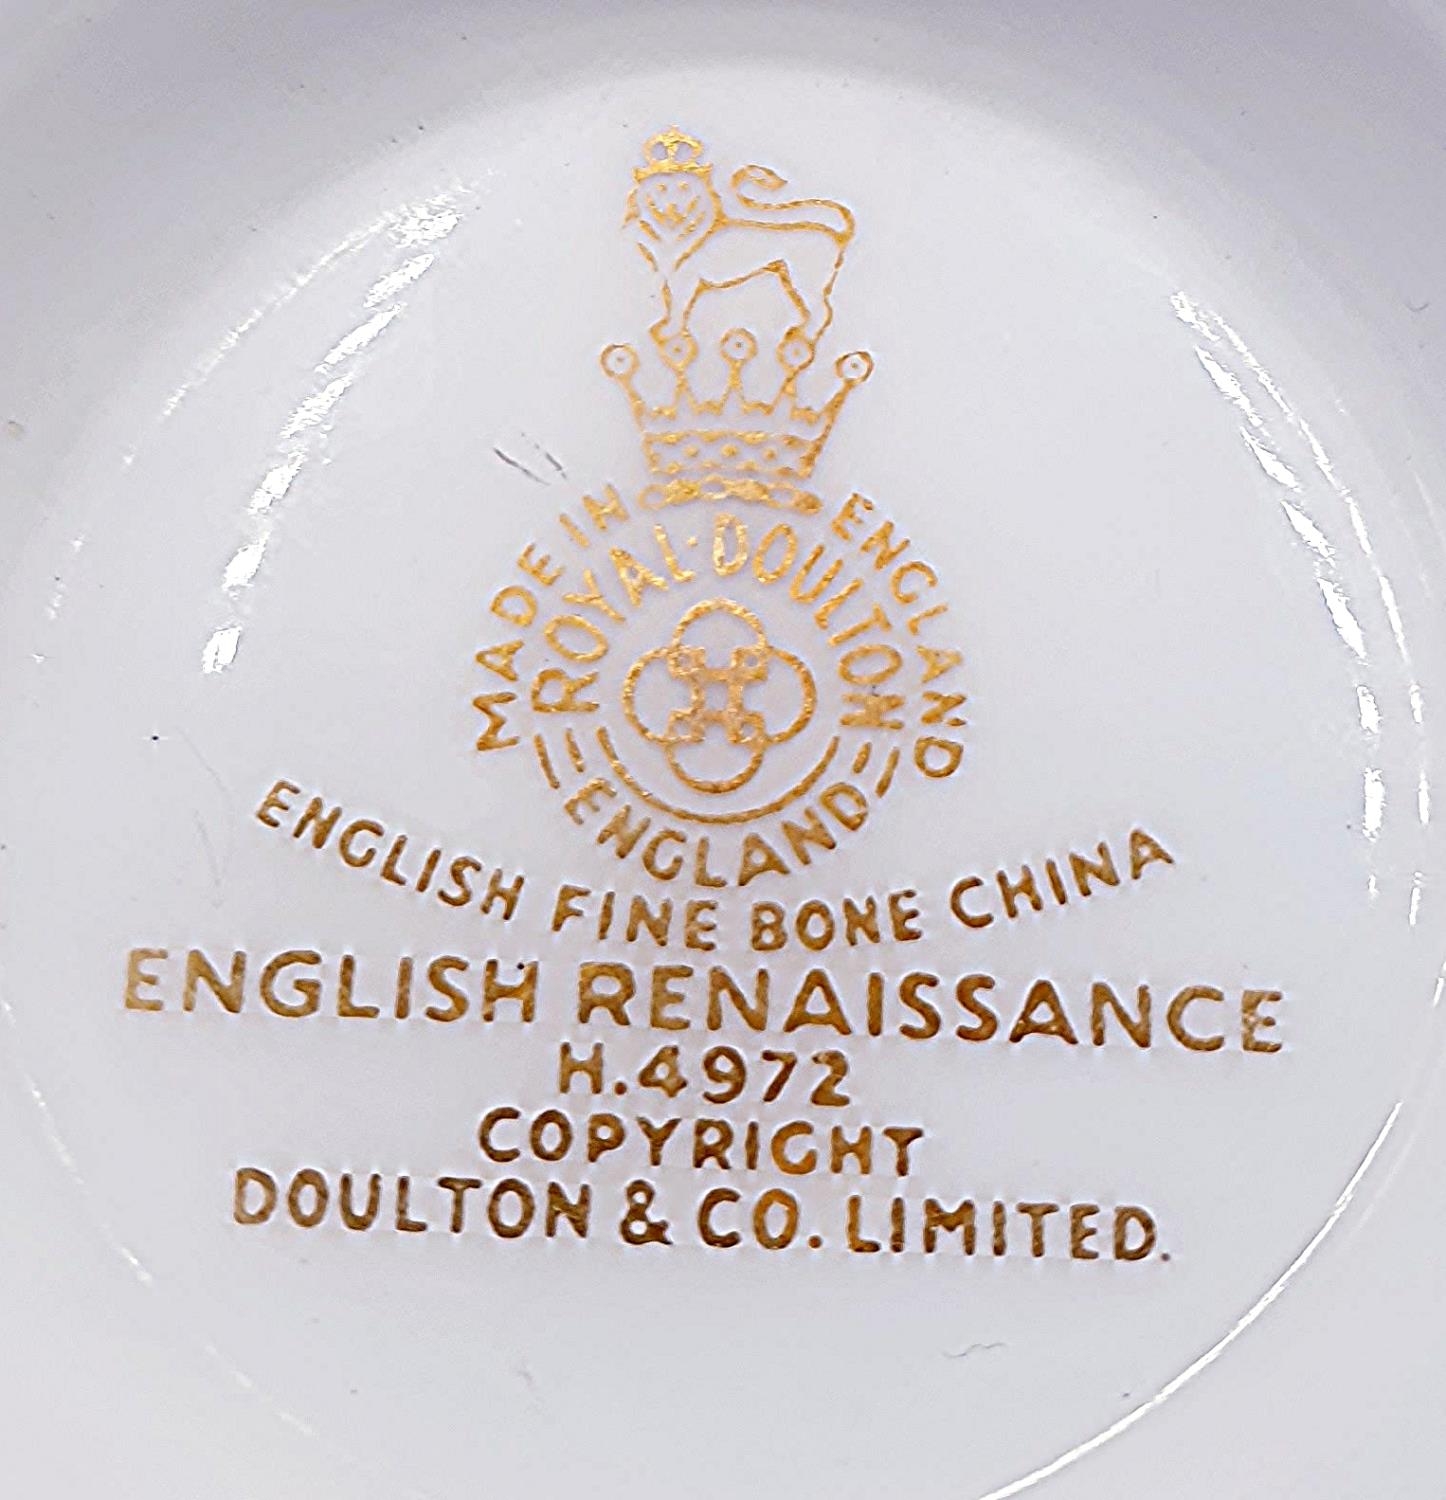 MADE IN ENGLAND
ROYAL·DOULTON
ENGLAND
ENGLISH FINE BONE CHINA
ENGLISH RENAISSANCE
H.4972
COPYRIGHT
DOULTON & CO. LIMITED.